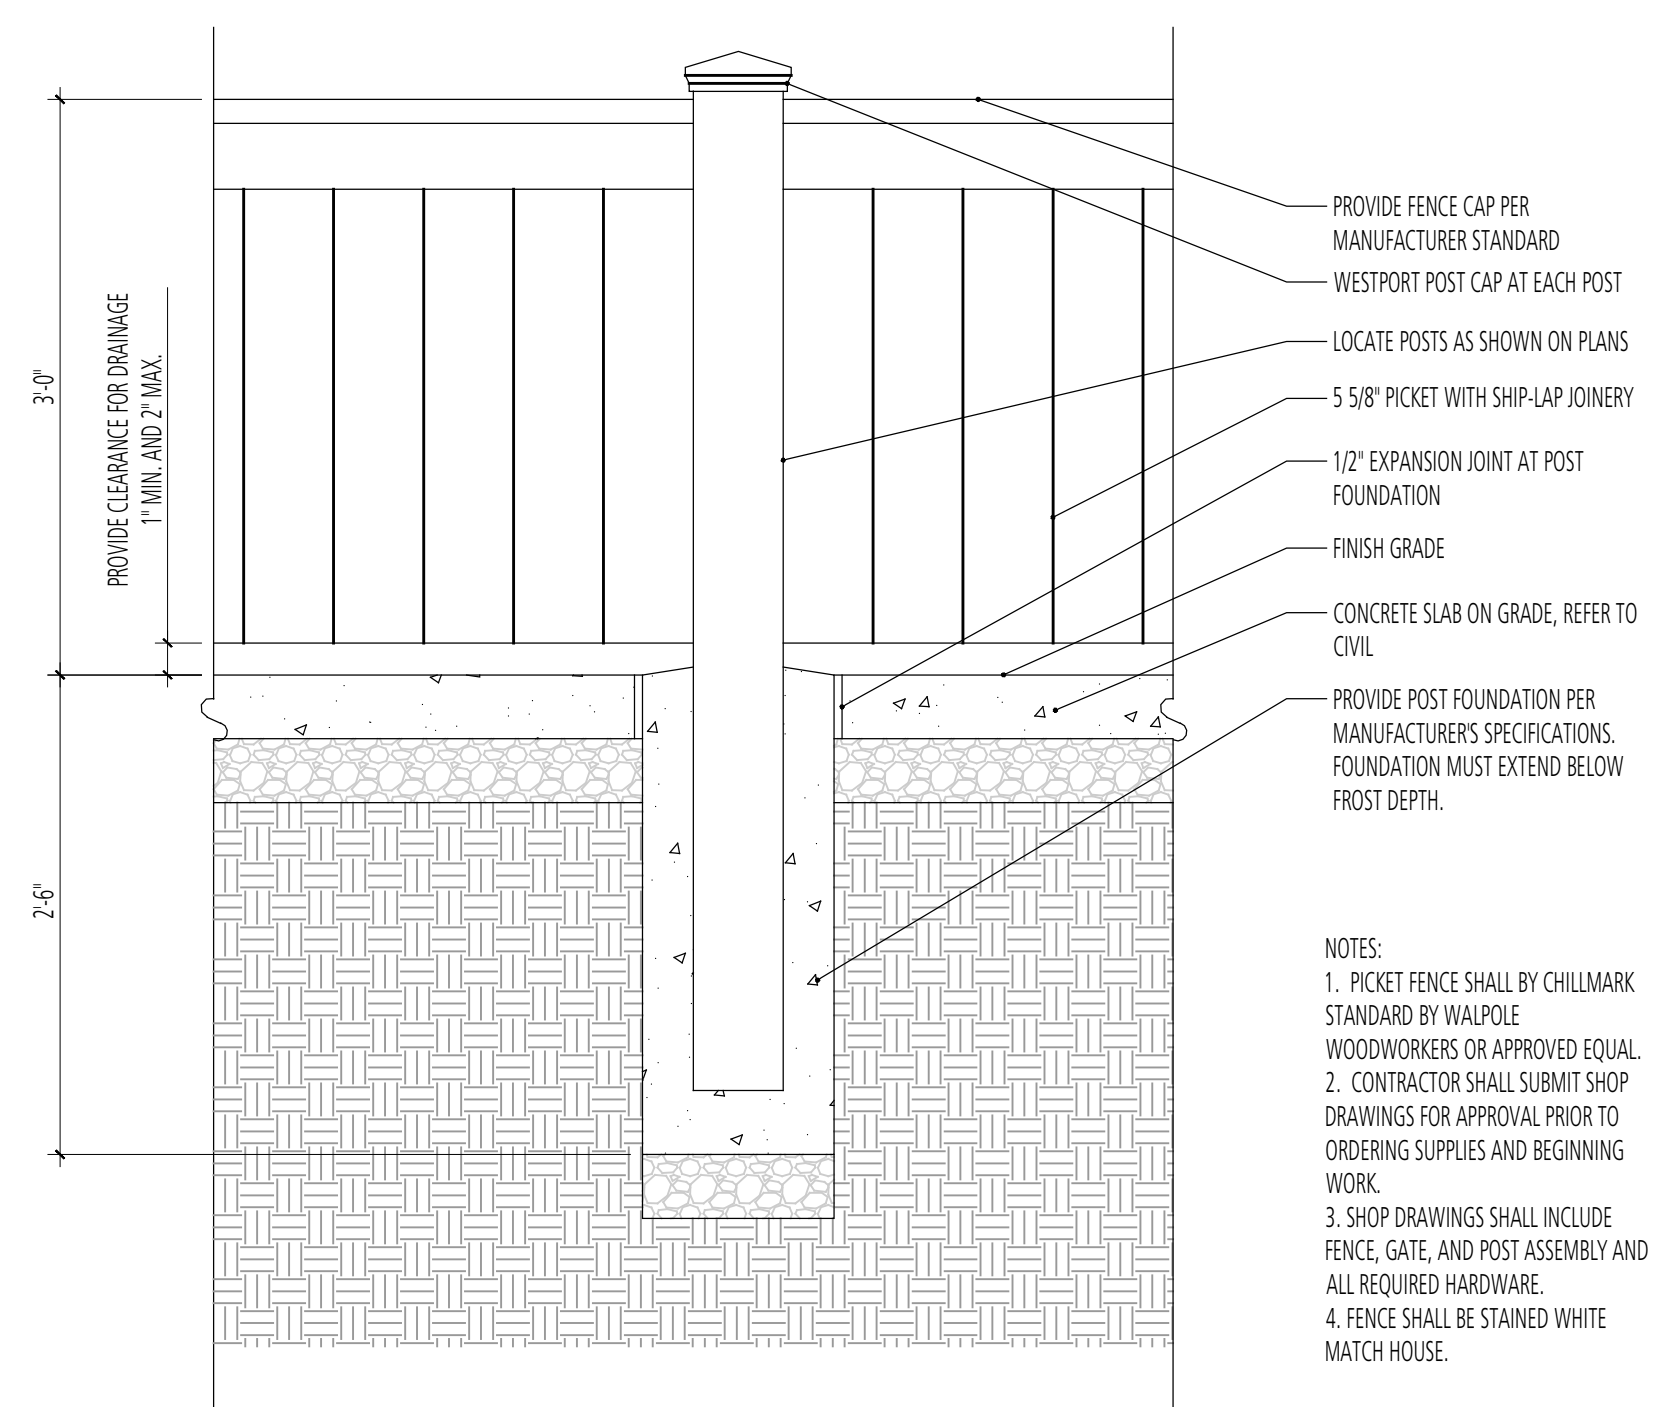 3'-0"
PROVIDE CLEARANCE FOR DRAINAGE
1" MIN. AND 2" MAX.
2'-6"
PROVIDE FENCE CAP PER
MANUFACTURER STANDARD
WESTPORT POST CAP AT EACH POST
LOCATE POSTS AS SHOWN ON PLANS
5 5/8" PICKET WITH SHIP-LAP JOINERY
1/2" EXPANSION JOINT AT POST
FOUNDATION
FINISH GRADE
CONCRETE SLAB ON GRADE, REFER TO
CIVIL
PROVIDE POST FOUNDATION PER
MANUFACTURER'S SPECIFICATIONS.
FOUNDATION MUST EXTEND BELOW
FROST DEPTH.
NOTES:
1. PICKET FENCE SHALL BY CHILLMARK
STANDARD BY WALPOLE
WOODWORKERS OR APPROVED EQUAL.
2. CONTRACTOR SHALL SUBMIT SHOP
DRAWINGS FOR APPROVAL PRIOR TO
ORDERING SUPPLIES AND BEGINNING
WORK.
3. SHOP DRAWINGS SHALL INCLUDE
FENCE, GATE, AND POST ASSEMBLY AND
ALL REQUIRED HARDWARE.
4. FENCE SHALL BE STAINED WHITE
MATCH HOUSE.